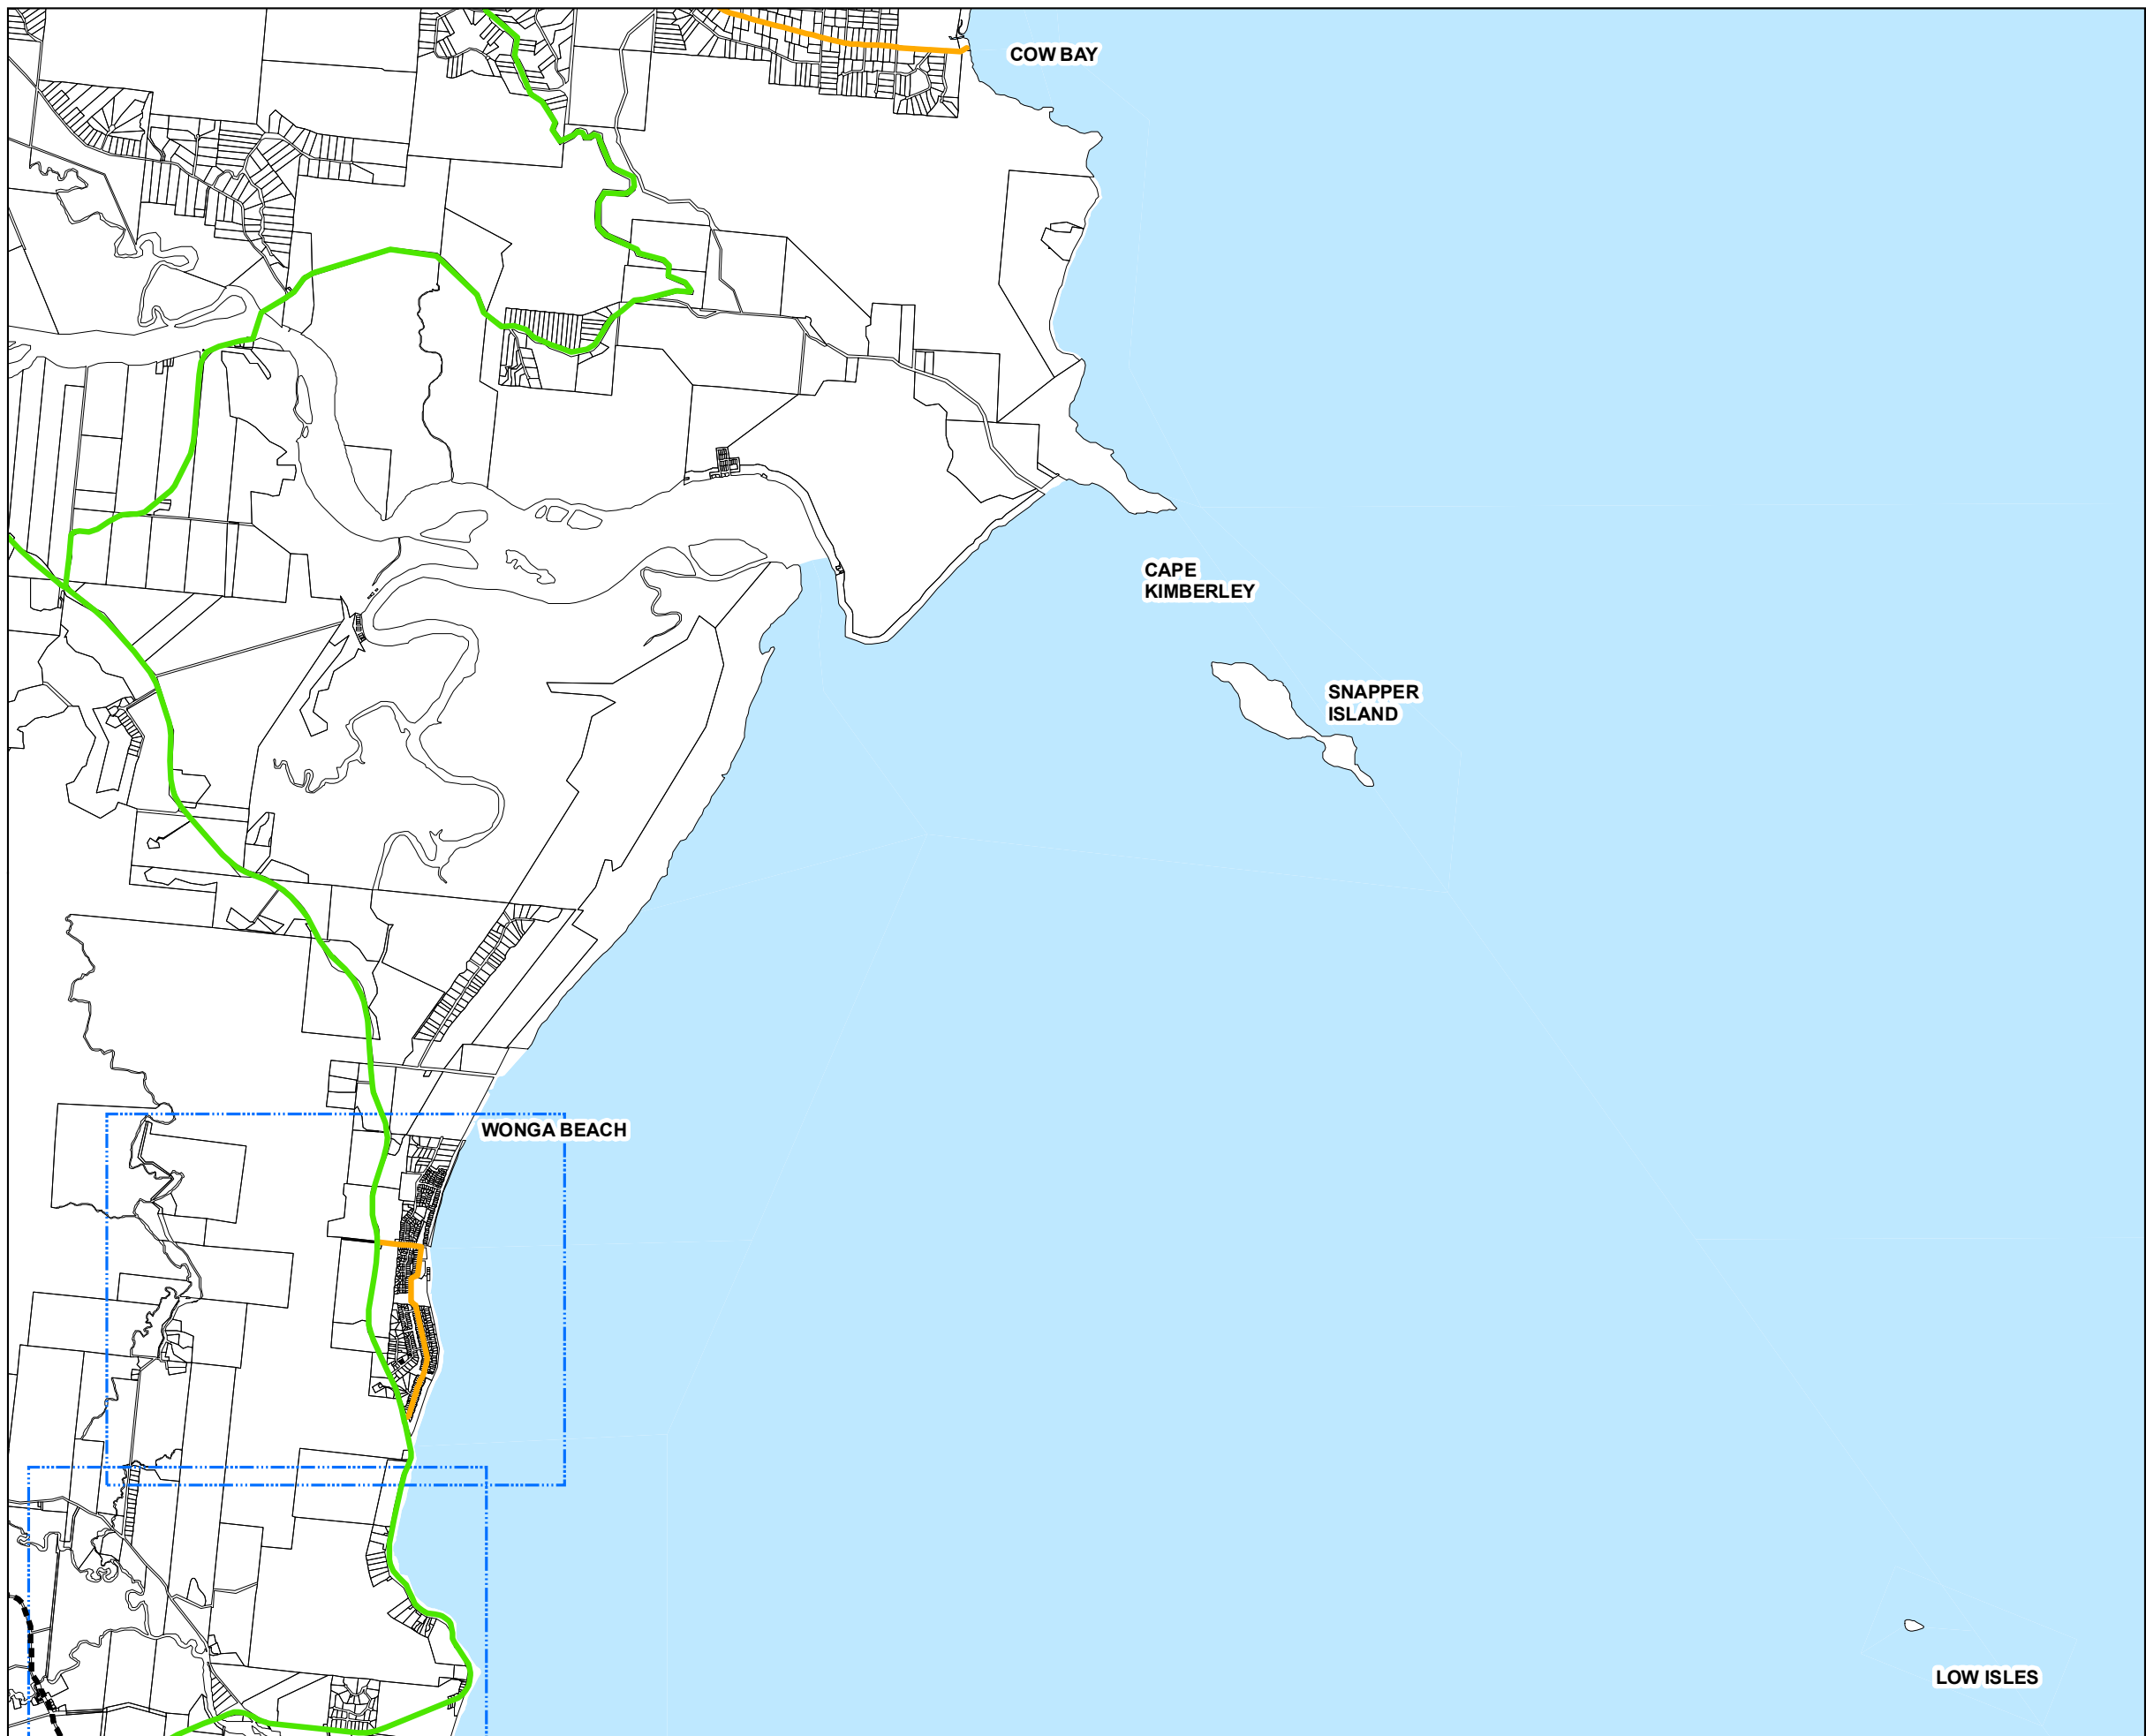 COW BAY
CAPE
KIMBERLEY
SNAPPER
ISLAND
WONGA BEACH
LOW ISLES